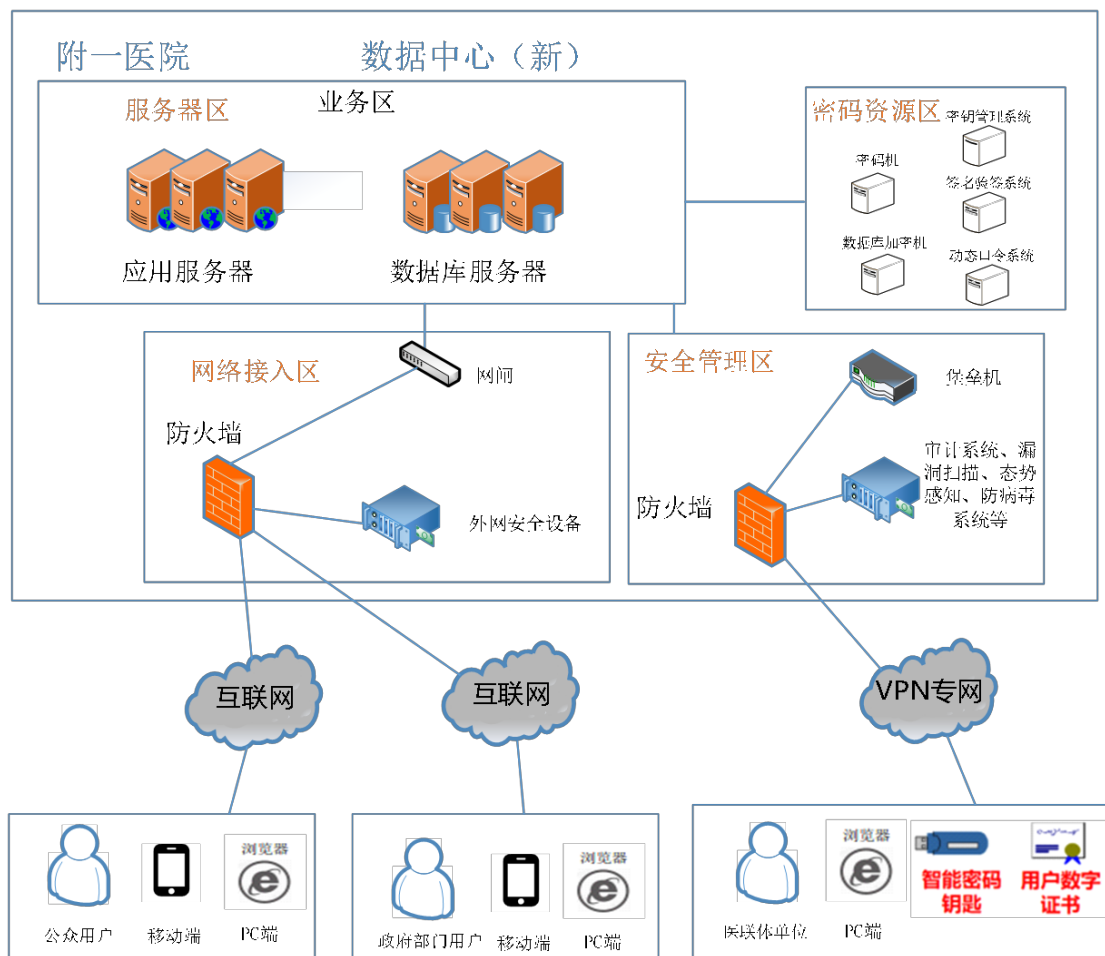 附一医院
数据中心（新）
服务器区
业务区
应用服务器
数据库服务器
密码资源区
密钥管理系统
密码机
签名验签系统
数据库加密机
动态口令系统
网络接入区
网闸
防火墙
外网安全设备
安全管理区
堡垒机
防火墙
审计系统、漏
洞扫描、态势
感知、防病毒
系统等
互联网
互联网
VPN专网
公众用户
移动端
浏览器
PC端
政府部门用户
移动端
浏览器
PC端
医联体单位
浏览器
PC端
智能密码
钥匙
用户数字
证书